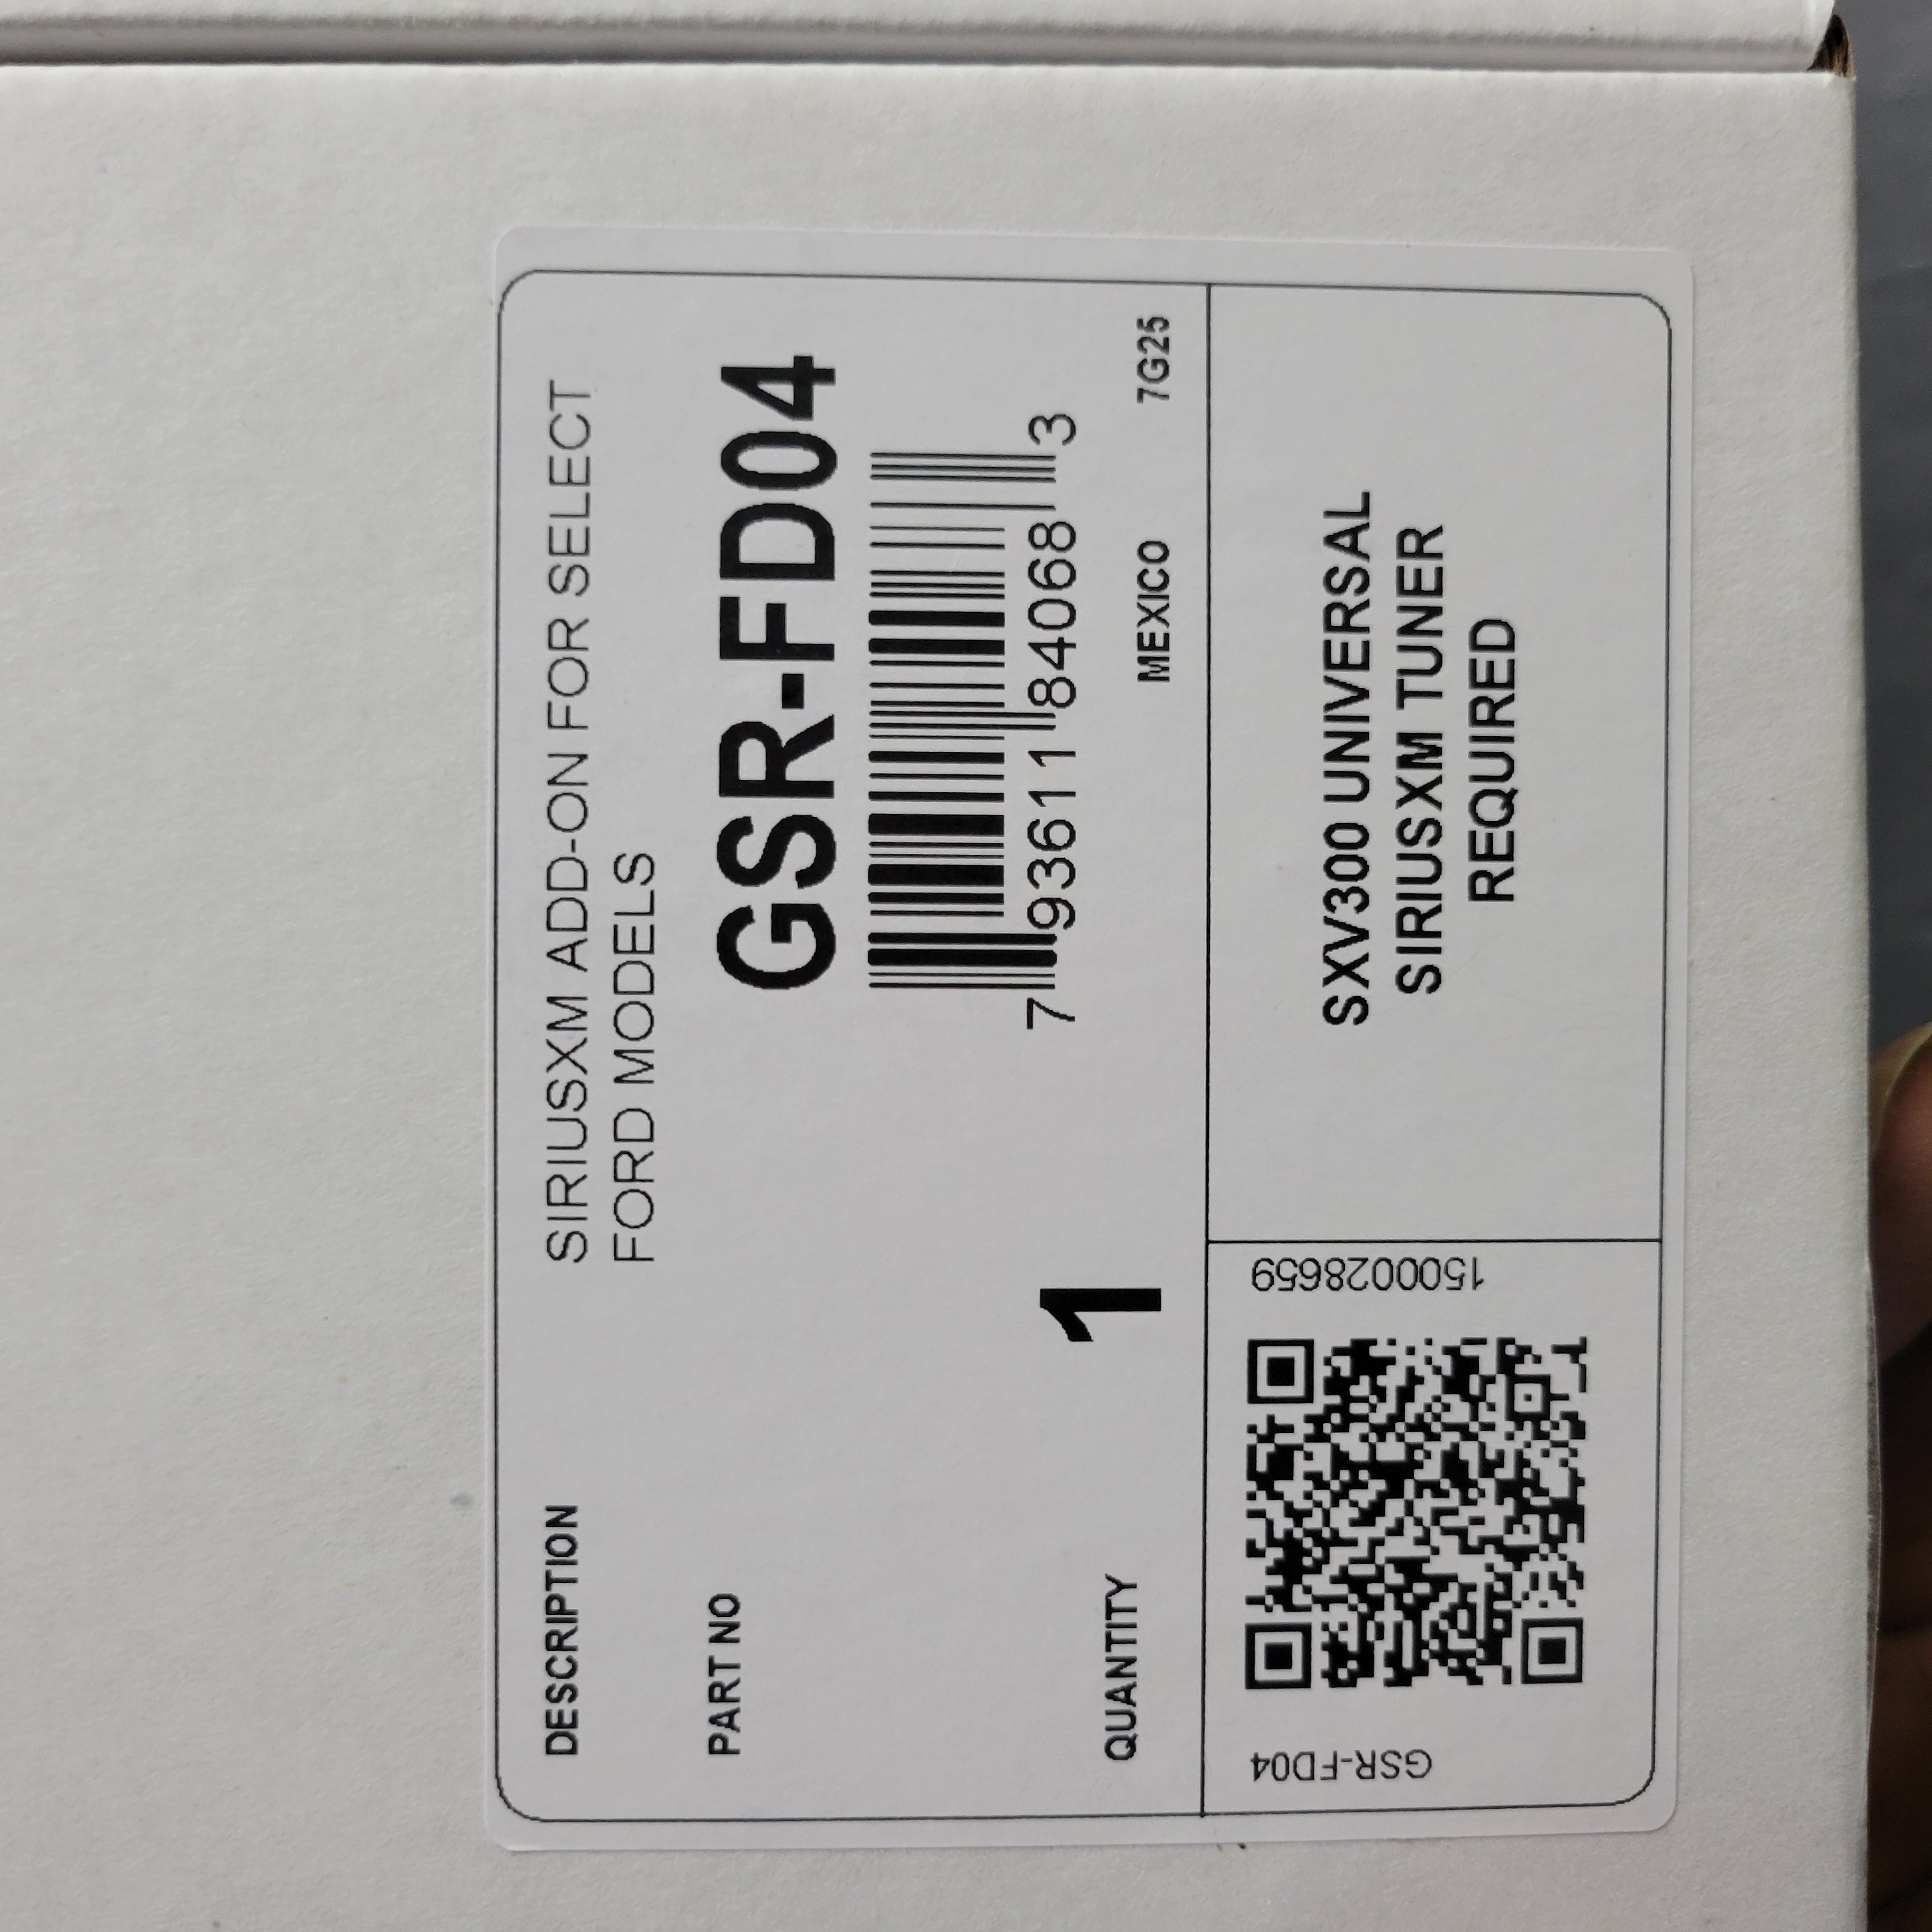 DESCRIPTION
SIRIUSXM ADD-ON FOR SELECT
FORD MODELS
PART NO
GSR-FD04
7 93611 84068 3
QUANTITY
1
MEXICO
7G25
GSR-FD04
1500028659
SXV300 UNIVERSAL
SIRIUSXM TUNER
REQUIRED